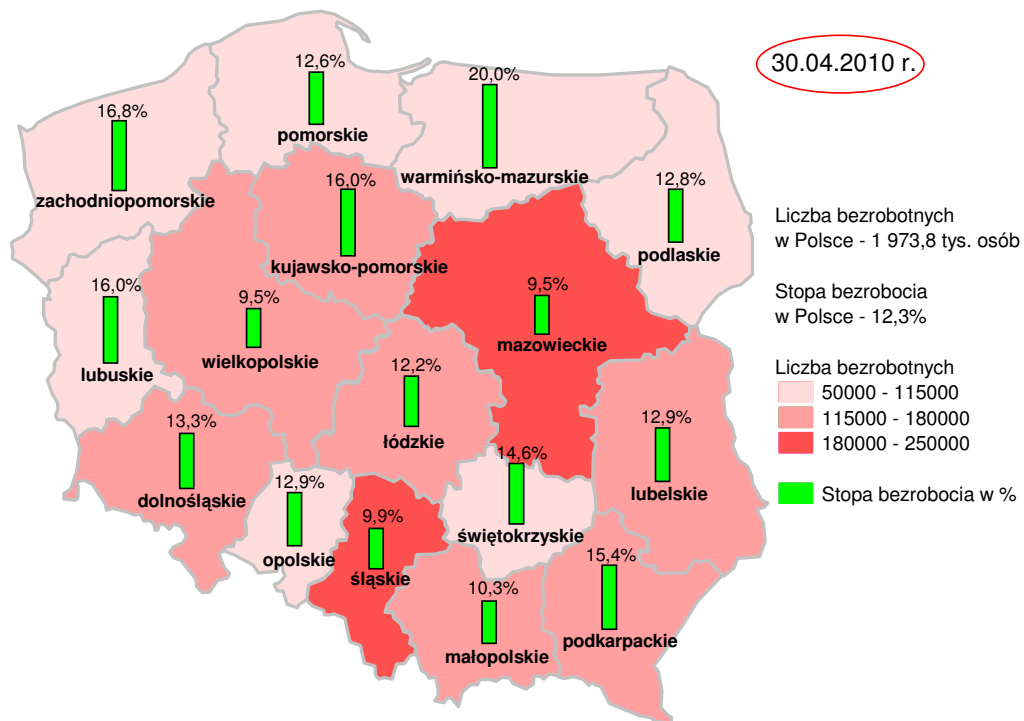 30.04.2010 r.
12,6%
pomorskie
20,0%
warmińsko-mazurskie
16,8%
zachodniopomorskie
16,0%
kujawsko-pomorskie
12,8%
podlaskie
Liczba bezrobotnych
w Polsce - 1 973,8 tys. osób
Stopa bezrobocia
w Polsce - 12,3%
16,0%
lubuskie
9,5%
wielkopolskie
9,5%
mazowieckie
12,2%
łódzkie
Liczba bezrobotnych
50000 - 115000
115000 - 180000
180000 - 250000
Stopa bezrobocia w %
13,3%
dolnośląskie
12,9%
opolskie
9,9%
śląskie
14,6%
świętokrzyskie
12,9%
lubelskie
10,3%
małopolskie
15,4%
podkarpackie